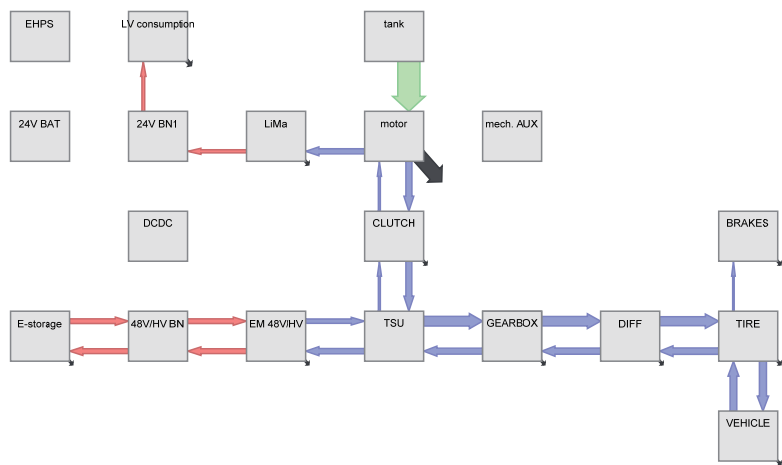 EHPS
LV consumption
tank
24V BAT
24V BN1
LiMa
motor
mech. AUX
DCDC
CLUTCH
BRAKES
E-storage
48V/HV BN
EM 48V/HV
TSU
GEARBOX
DIFF
TIRE
VEHICLE